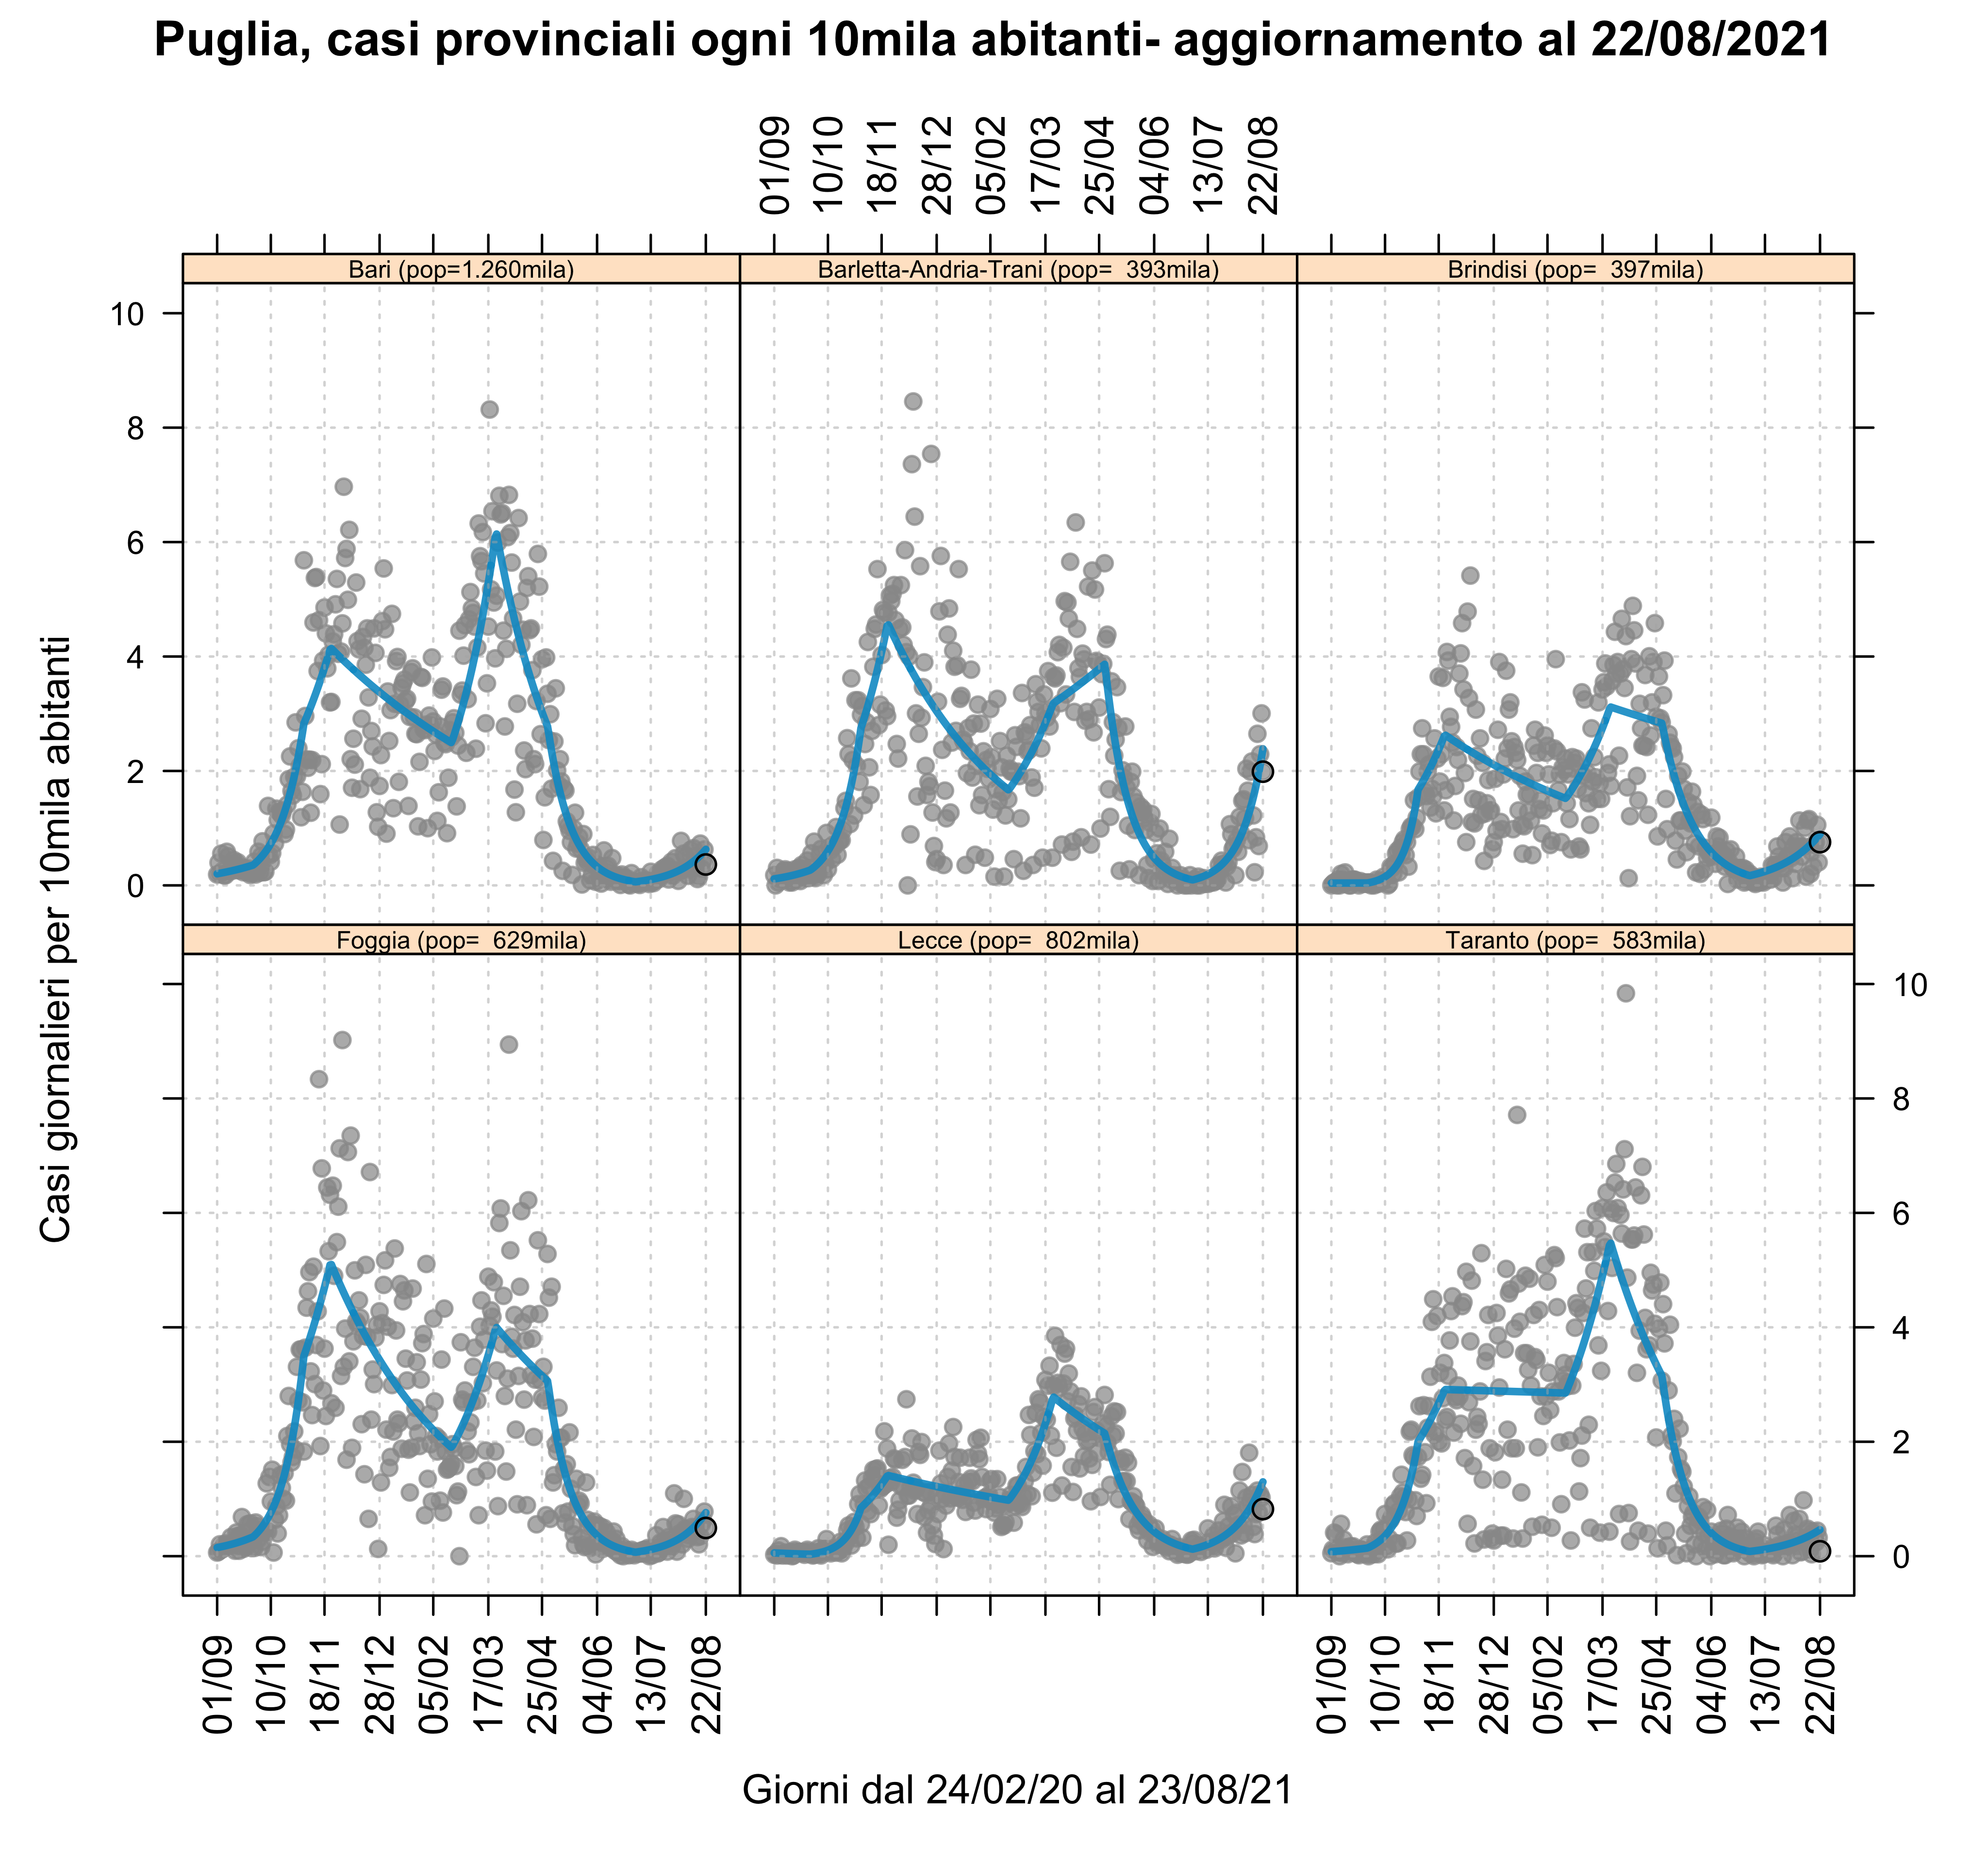 Puglia, casi provinciali ogni 10mila abitanti- aggiornamento al 22/08/2021
01/09 10/10 18/11 28/12 05/02 17/03 25/04 04/06 13/07 22/08
Bari (pop=1.260mila) Barletta-Andria-Trani (pop=  393mila) Brindisi (pop=  397mila)
10
8
6
4
2
0
Casi giornalieri per 10mila abitanti
Foggia (pop=  629mila) Lecce (pop=  802mila) Taranto (pop=  583mila)
10
8
6
4
2
0
01/09 10/10 18/11 28/12 05/02 17/03 25/04 04/06 13/07 22/08 01/09 10/10 18/11 28/12 05/02 17/03 25/04 04/06 13/07 22/08
Giorni dal 24/02/20 al 23/08/21